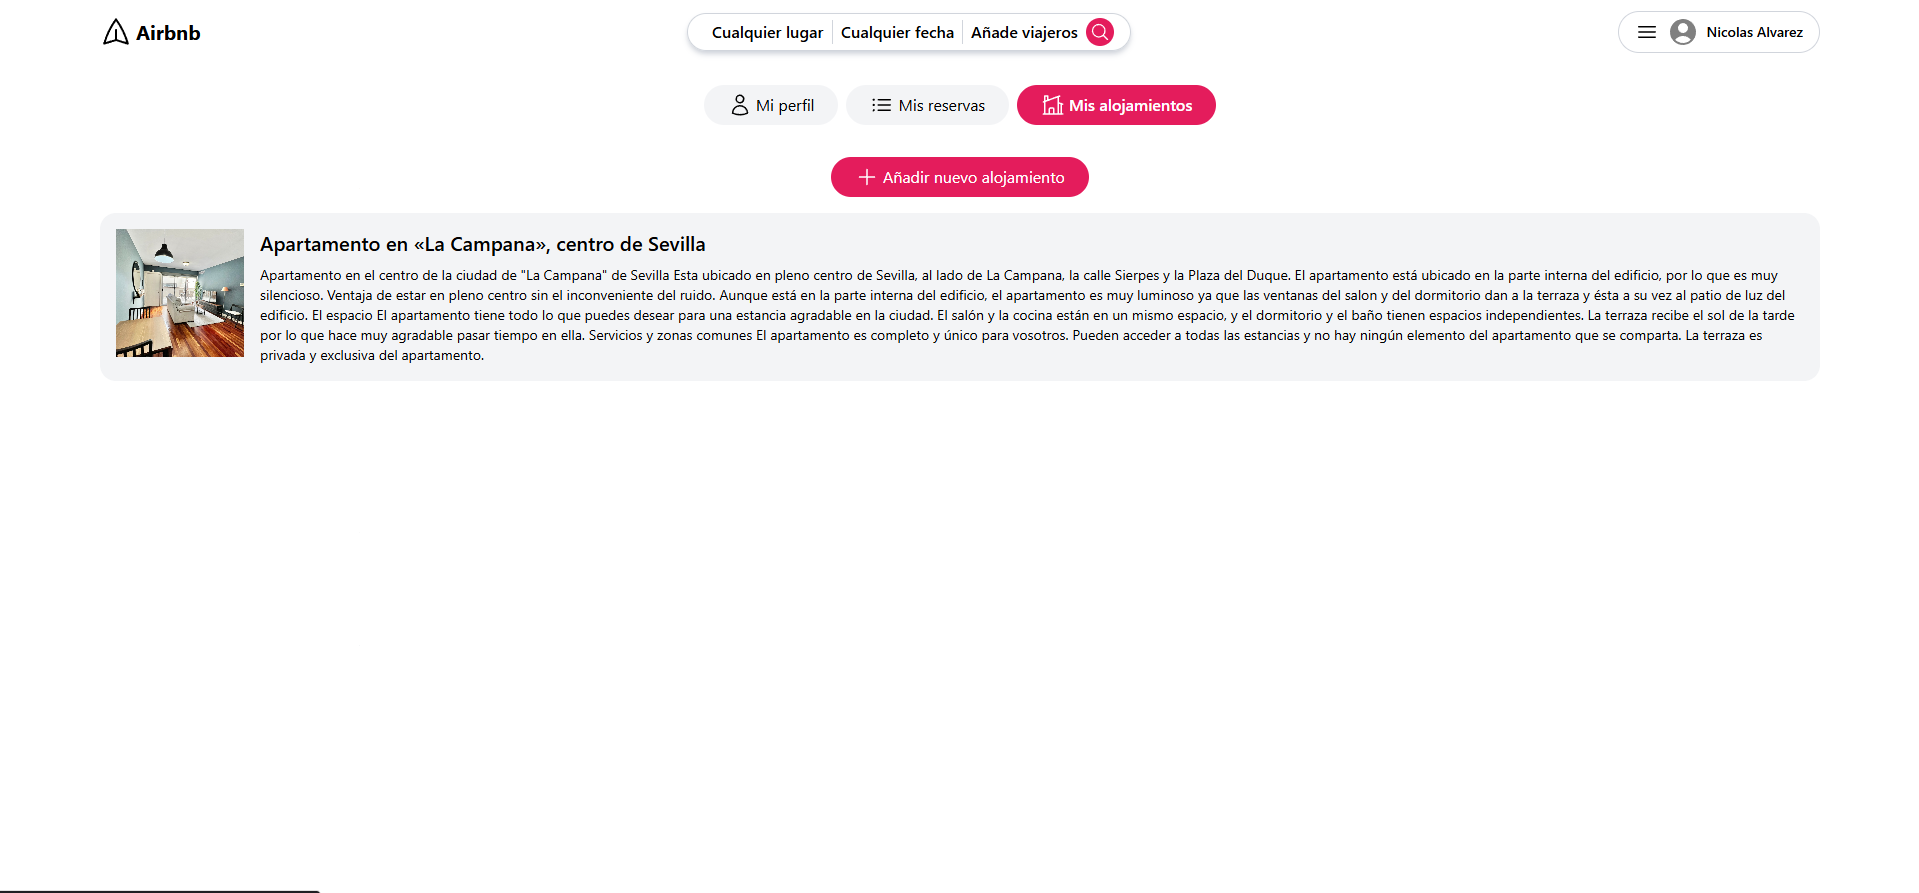 Airbnb
Cualquier lugar
Cualquier fecha
Añade viajeros
Nicolas Alvarez
Mi perfil
Mis reservas
Mis alojamientos
Añadir nuevo alojamiento
Apartamento en «La Campana», centro de Sevilla
Apartamento en el centro de la ciudad de "La Campana" de Sevilla Esta ubicado en pleno centro de Sevilla, al lado de La Campana, la calle Sierpes y la Plaza del Duque. El apartamento está ubicado en la parte interna del edificio, por lo que es muy
silencioso. Ventaja de estar en pleno centro sin el inconveniente del ruido. Aunque está en la parte interna del edificio, el apartamento es muy luminoso ya que las ventanas del salon y del dormitorio dan a la terraza y ésta a su vez al patio de luz del
edificio. El espacio El apartamento tiene todo lo que puedes desear para una estancia agradable en la ciudad. El salón y la cocina están en un mismo espacio, y el dormitorio y el baño tienen espacios independientes. La terraza recibe el sol de la tarde
por lo que hace muy agradable pasar tiempo en ella. Servicios y zonas comunes El apartamento es completo y único para vosotros. Pueden acceder a todas las estancias y no hay ningún elemento del apartamento que se comparta. La terraza es
privada y exclusiva del apartamento.